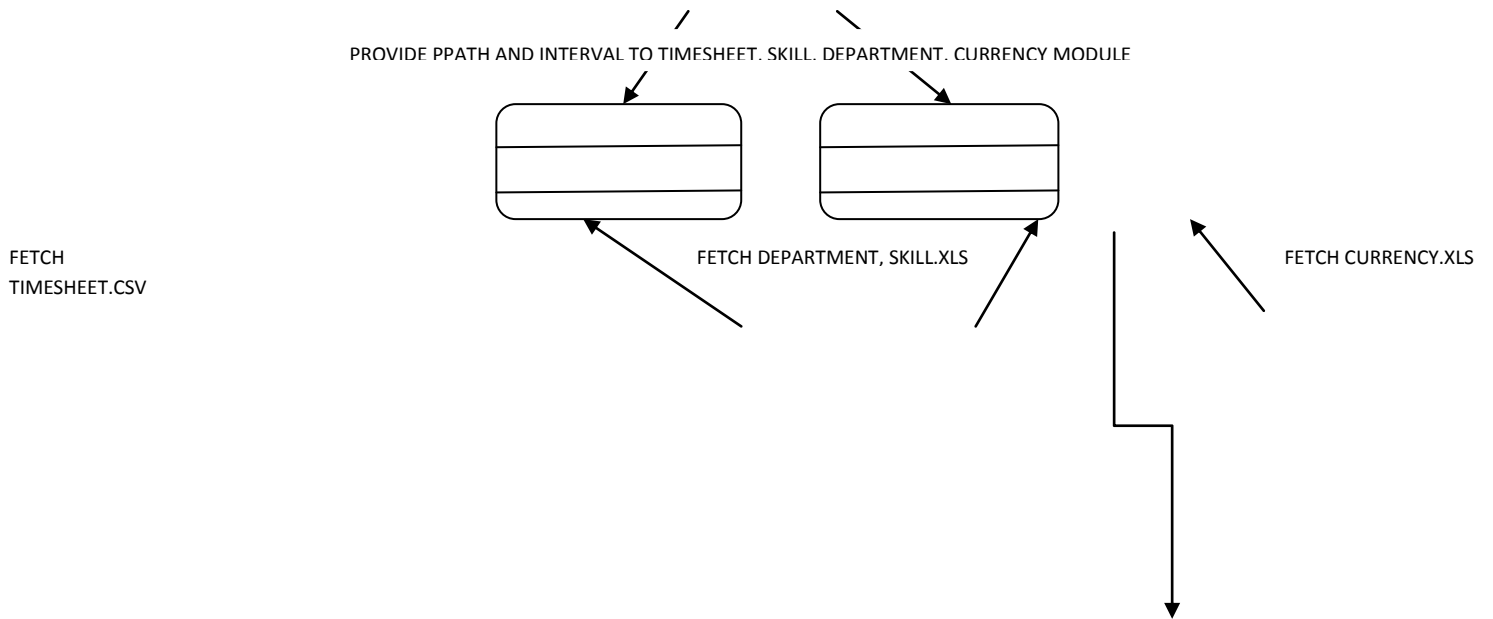 PROVIDE PPATH AND INTERVAL TO TIMESHEET, SKILL, DEPARTMENT, CURRENCY MODULE
FETCH
TIMESHEET.CSV
FETCH DEPARTMENT, SKILL.XLS
FETCH CURRENCY.XLS